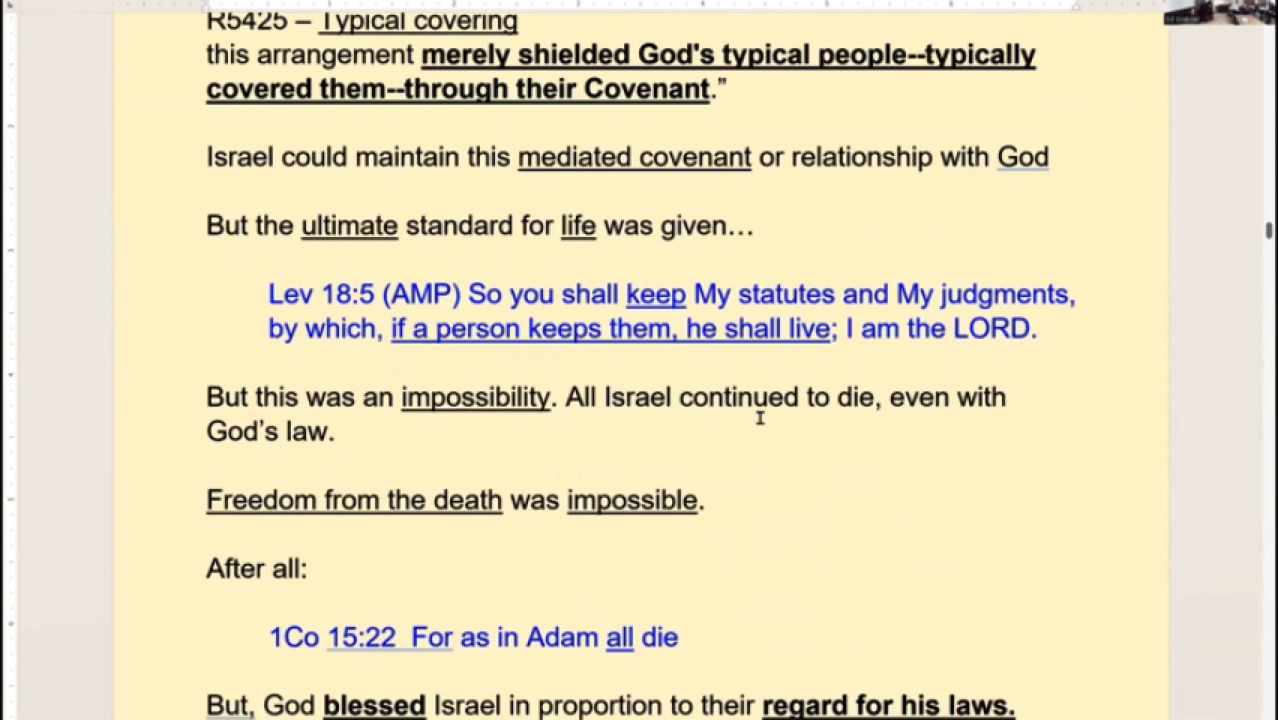 R5425 – Typical covering
this arrangement merely shielded God's typical people--typically
covered them--through their Covenant.”
Israel could maintain this mediated covenant or relationship with God
But the ultimate standard for life was given…
Lev 18:5 (AMP) So you shall keep My statutes and My judgments,
by which, if a person keeps them, he shall live; I am the LORD.
But this was an impossibility. All Israel continued to die, even with
God’s law.
Freedom from the death was impossible.
After all:
1Co 15:22  For as in Adam all die
But, God blessed Israel in proportion to their regard for his laws.